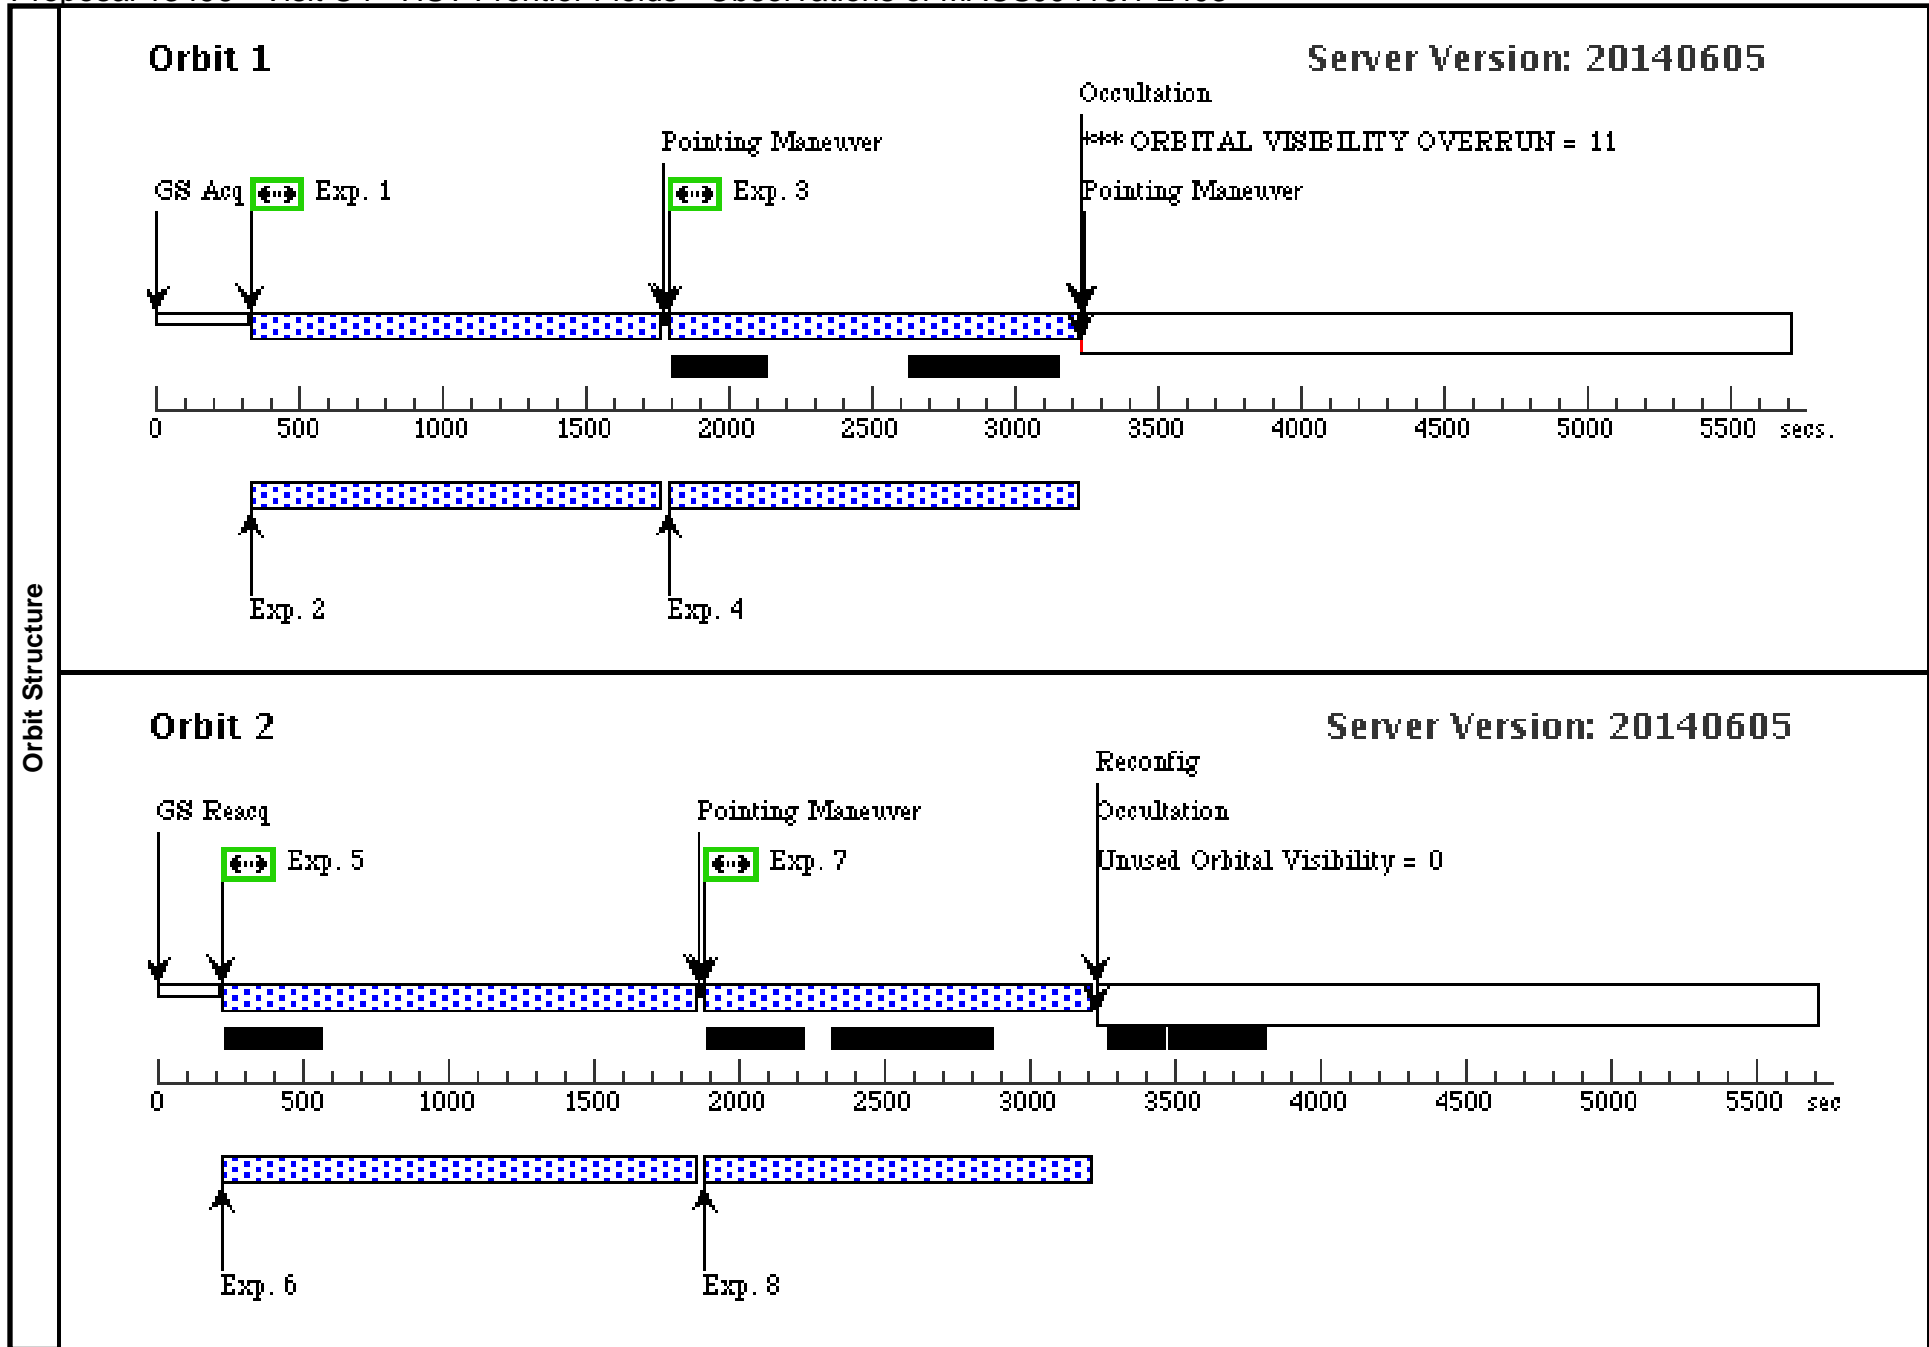 Orbit Structure
Orbit 1
Server Version: 20140605
Occultation
Pointing Maneuver
*** ORBITAL VISIBILITY OVERRUN = 11
GS Acq
Exp. 1
Exp. 3
Pointing Maneuver
0 500 1000 1500 2000 2500 3000 3500 4000 4500 5000 5500 secs.
Exp. 2
Exp. 4
Orbit 2
Server Version: 20140605
Reconfig
GS Reacq
Pointing Maneuver
Occultation
Exp. 5
Exp. 7
Unused Orbital Visibility = 0
0 500 1000 1500 2000 2500 3000 3500 4000 4500 5000 5500 sec
Exp. 6
Exp. 8